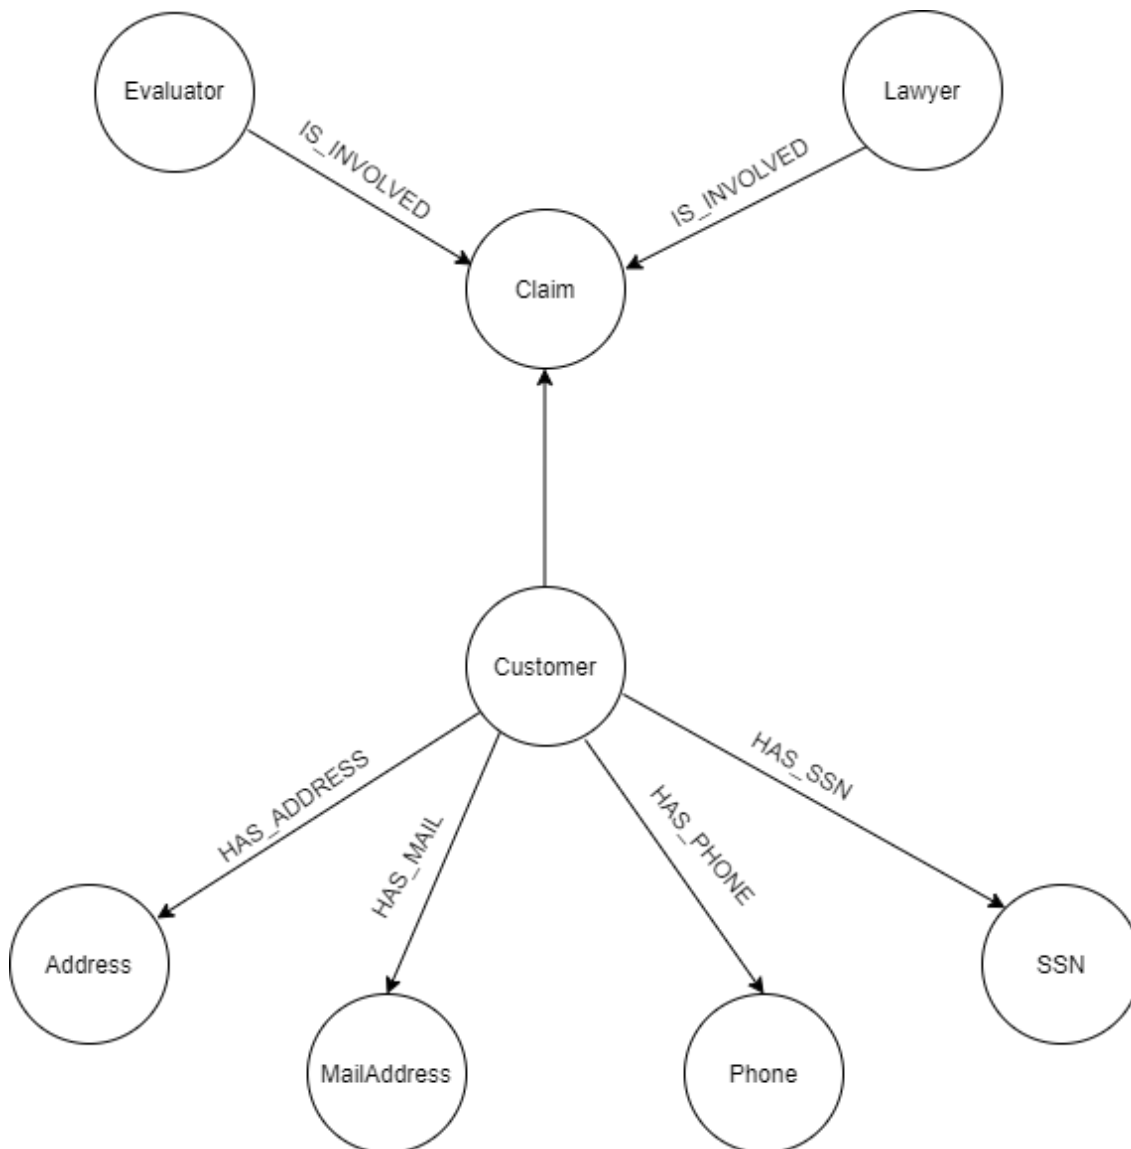 Evaluator
Lawyer
IS_INVOLVED
IS_INVOLVED
Claim
Customer
HAS_ADDRESS
HAS_MAIL
HAS_PHONE
HAS_SSN
Address
MailAddress
Phone
SSN